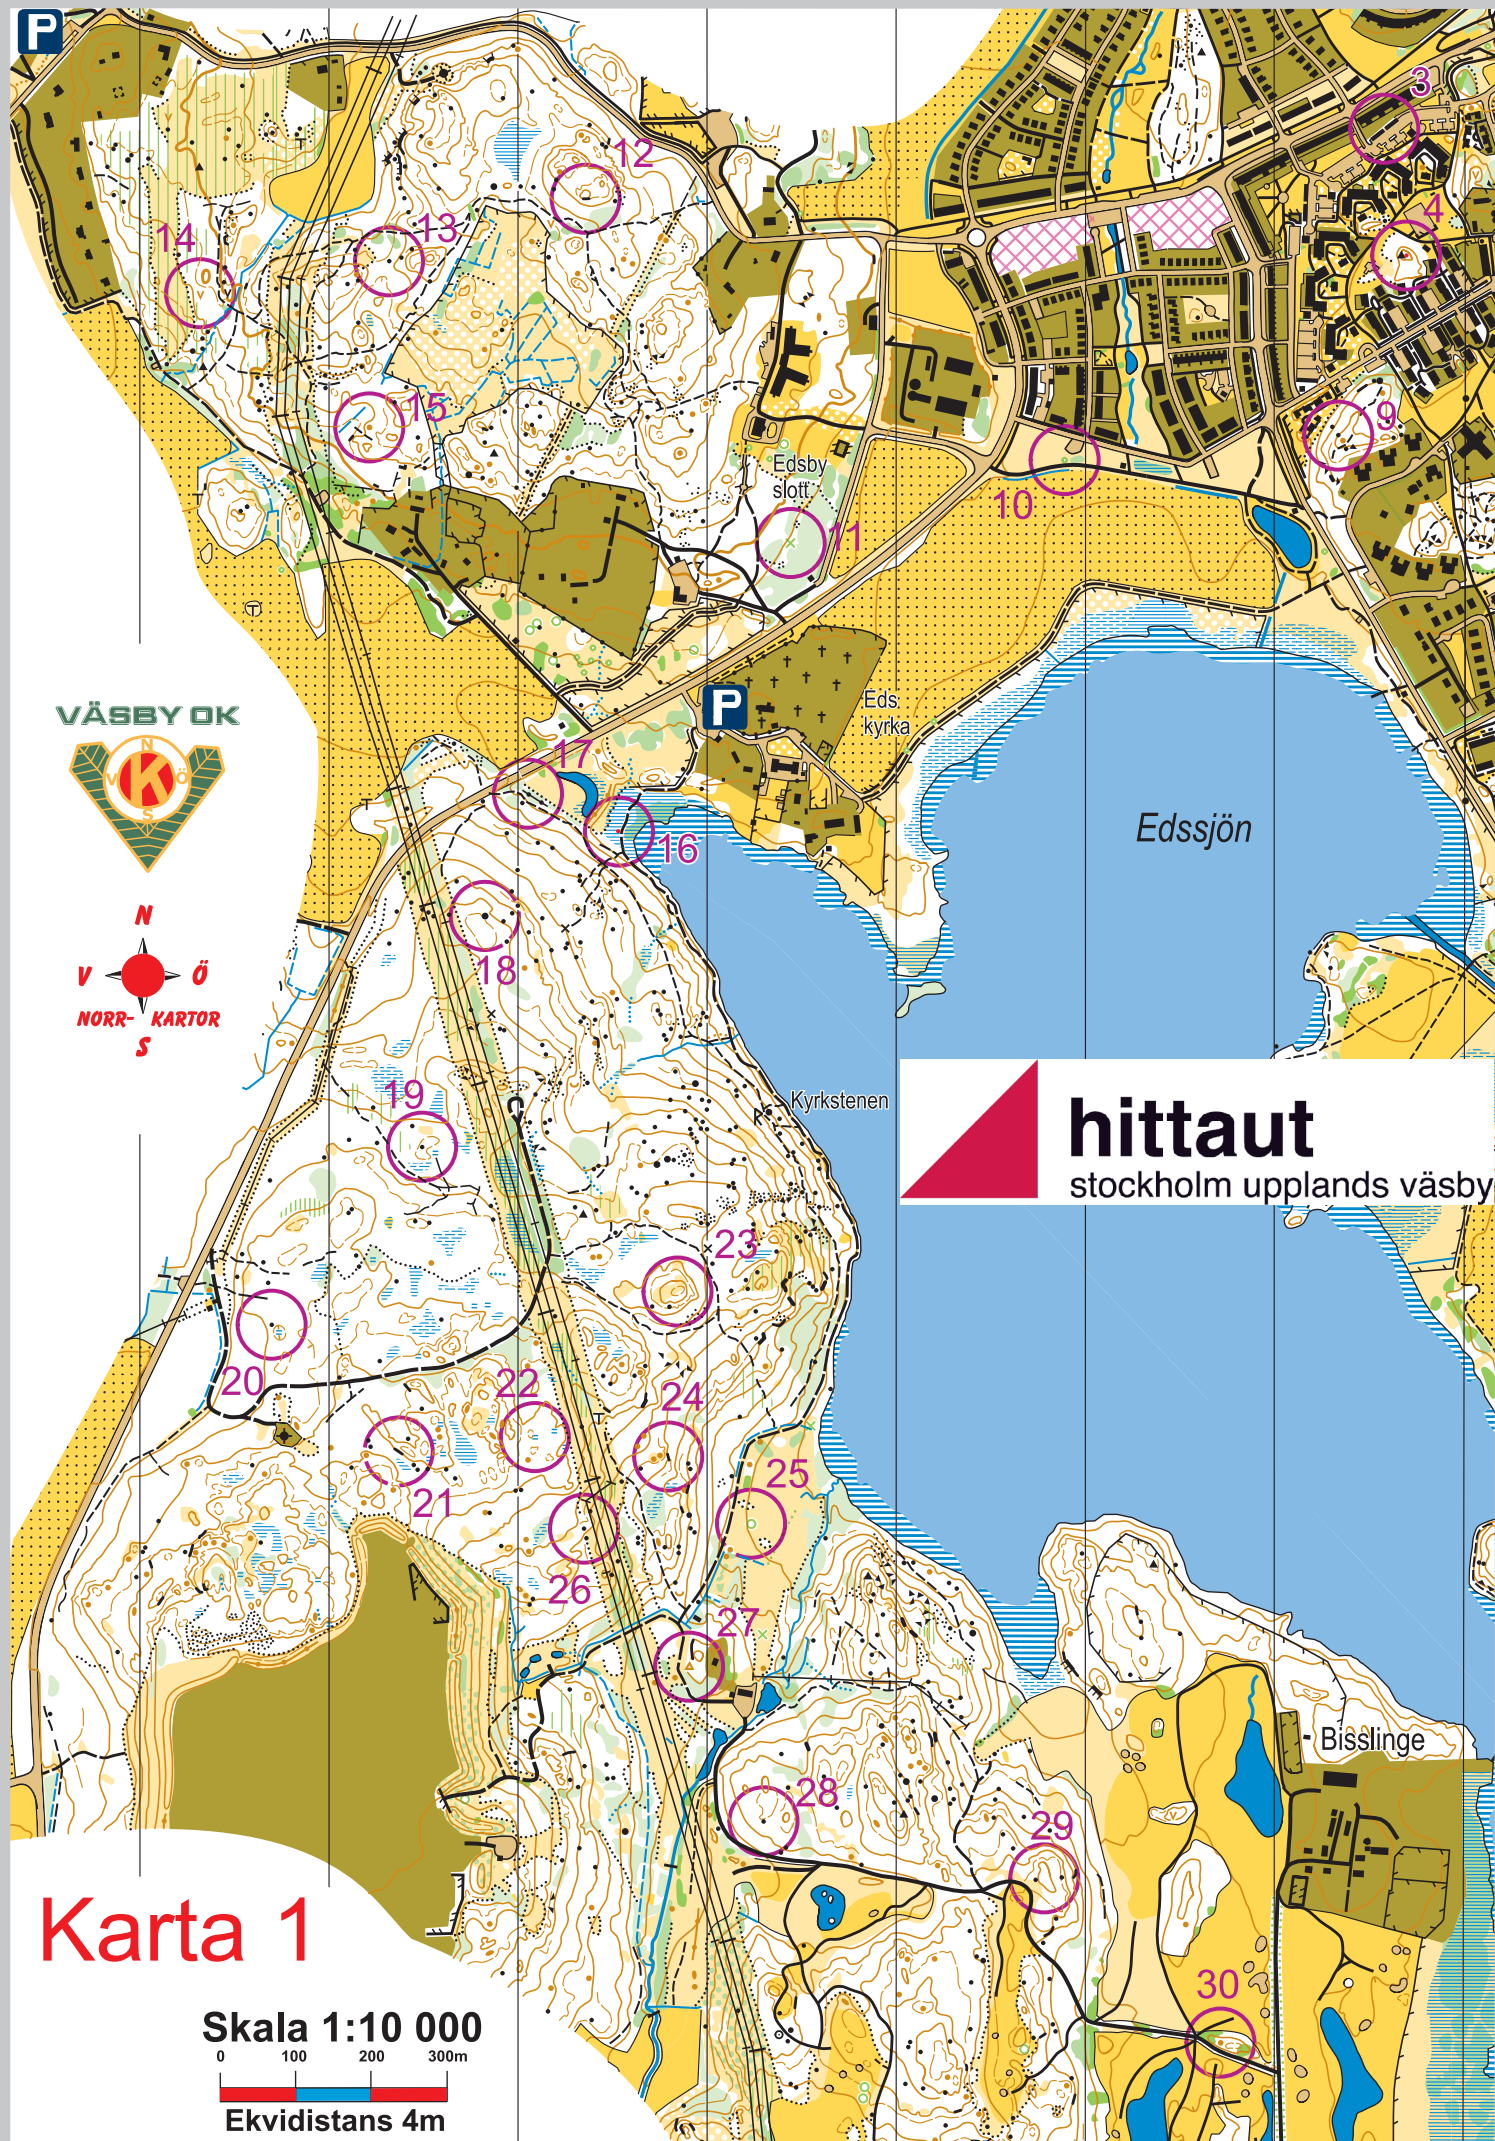 P
3
12
4
14
13
15
9
Edsby
slott.
10
11
P
Eds
kyrka
VÄSBY OK
N
V
K
Ö
S
17
16
Edssjön
N
V
Ö
NORR- KARTOR
S
18
19
Kyrkstenen
hittaut
stockholm upplands väsby
23
20
22
24
21
25
26
27
Bisslinge
28
29
Karta 1
30
Skala 1:10 000
0 100 200 300m
Ekvidistans 4m